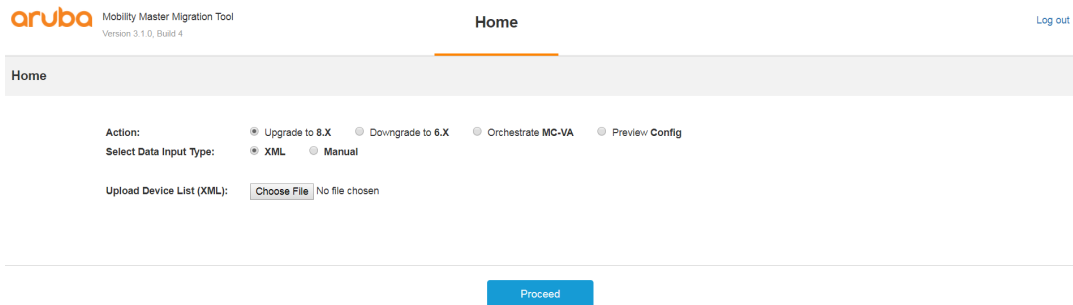 aruba Mobility Master Migration Tool Home Log out
Version 3.1.0, Build 4
Home
Action: Upgrade to 8.X Downgrade to 6.X Orchestrate MC-VA Preview Config
Select Data Input Type: XML Manual
Upload Device List (XML): Choose File No file chosen
Proceed